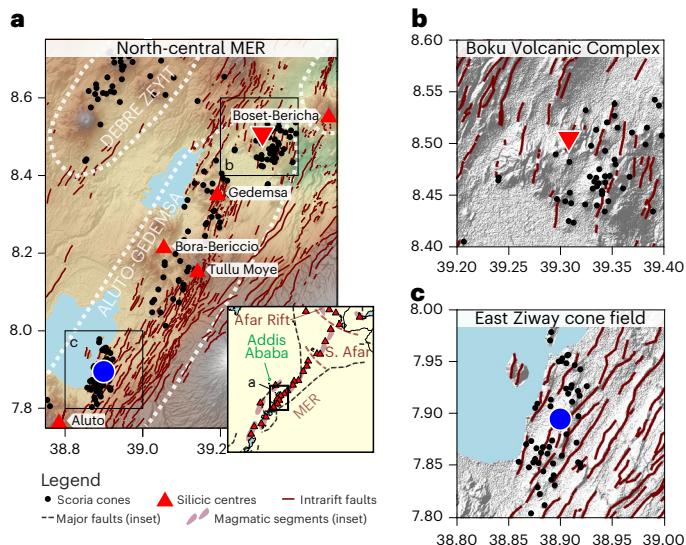 a
North-central MER
8.6
8.4
8.2
8.0
7.8
38.8
39.0
39.2
DEBRE ZEYIT
ALUTO-GEDEMSA
Boset-Bericha
b
Gedemsa
Bora-Bericcio
Tullu Moye
c
Aluto
Afar Rift
Addis
Ababa
S. Afar
a
MER
b
Boku Volcanic Complex
8.60
8.55
8.50
8.45
8.40
39.20
39.25
39.30
39.35
39.40
c
East Ziway cone field
8.00
7.95
7.90
7.85
7.80
38.80
38.85
38.90
38.95
39.00
Legend
Scoria cones
Silicic centres
Intrarift faults
Major faults (inset)
Magmatic segments (inset)